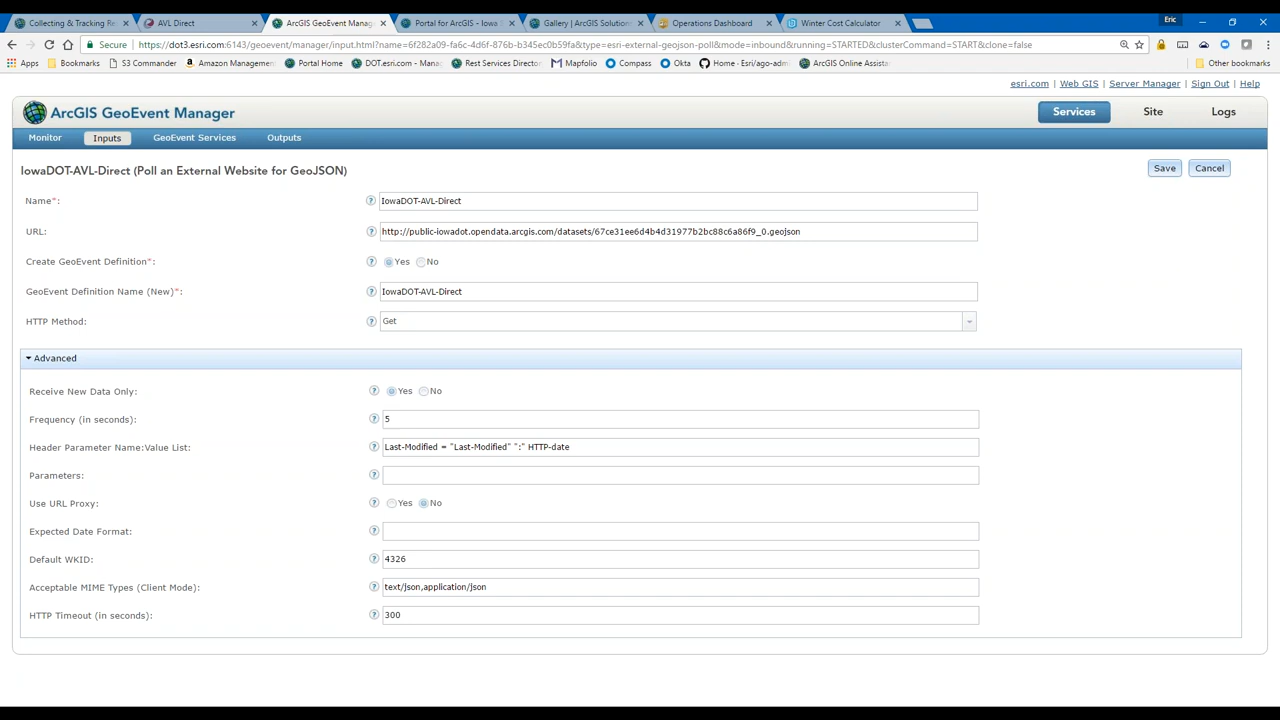 Collecting & Tracking Re AVL Direct ArcGIS GeoEvent Manager Portal for ArcGIS - Iowa S Gallery | ArcGIS Solution Operations Dashboard Winter Cost Calculator Eric
Secure https://dot3.esri.com:6143/geoevent/manager/input.html?name=6f282af0-fa6c-4d6f-876b-b345ec0b59fa&type=esri-external-geojson-poll&mode=inbound&running=STARTED&clusterCommand=START&clone=false
Apps Bookmarks S3 Commander Amazon Management Portal Home DOT.esri.com - Mana Rest Services Director Mapfolio Compass Okta Home · Esri/ago-admi ArcGIS Online Assista Other bookmarks
esri.com | Web GIS | Server Manager | Sign Out | Help
ArcGIS GeoEvent Manager Services Site Logs
Monitor Inputs GeoEvent Services Outputs
IowaDOT-AVL-Direct (Poll an External Website for GeoJSON) Save Cancel
Name*: IowaDOT-AVL-Direct
URL: http://public-iowadot.opendata.arcgis.com/datasets/67ce31ee6d4b4d31977b2bc88c6a86f9_0.geojson
Create GeoEvent Definition*: Yes No
GeoEvent Definition Name (New)*: IowaDOT-AVL-Direct
HTTP Method: Get
Advanced
Receive New Data Only: Yes No
Frequency (in seconds): 5
Header Parameter Name:Value List: Last-Modified = "Last-Modified" ":" HTTP-date
Parameters:
Use URL Proxy: Yes No
Expected Date Format:
Default WKID: 4326
Acceptable MIME Types (Client Mode): text/json,application/json
HTTP Timeout (in seconds): 300